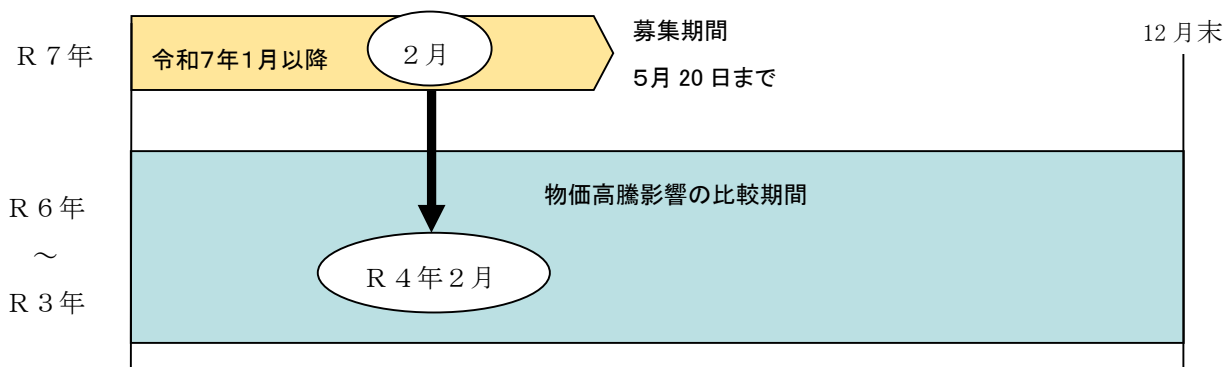 Ｒ７年
令和７年１月以降
２月
募集期間
５月 20 日まで
12 月末
Ｒ６年
～
Ｒ３年
物価高騰影響の比較期間
Ｒ４年２月